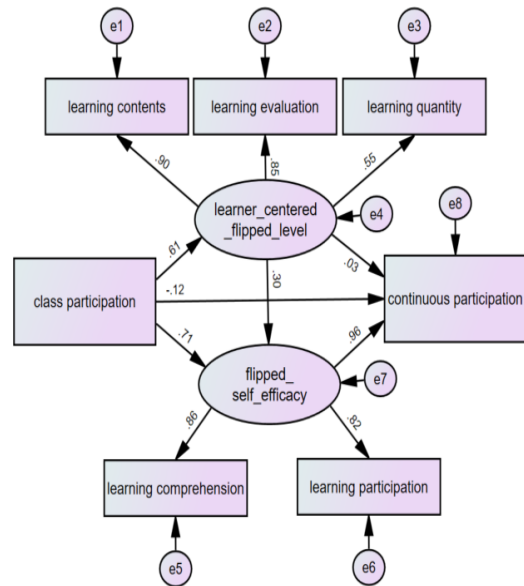 e1
e2
e3
learning contents
learning evaluation
learning quantity
.90
.85
.55
learner_centered
_flipped_level
e4
e8
.61
.30
.03
class participation
-.12
continuous participation
.71
.96
flipped_
self_efficacy
e7
.86
.82
learning comprehension
learning participation
e5
e6